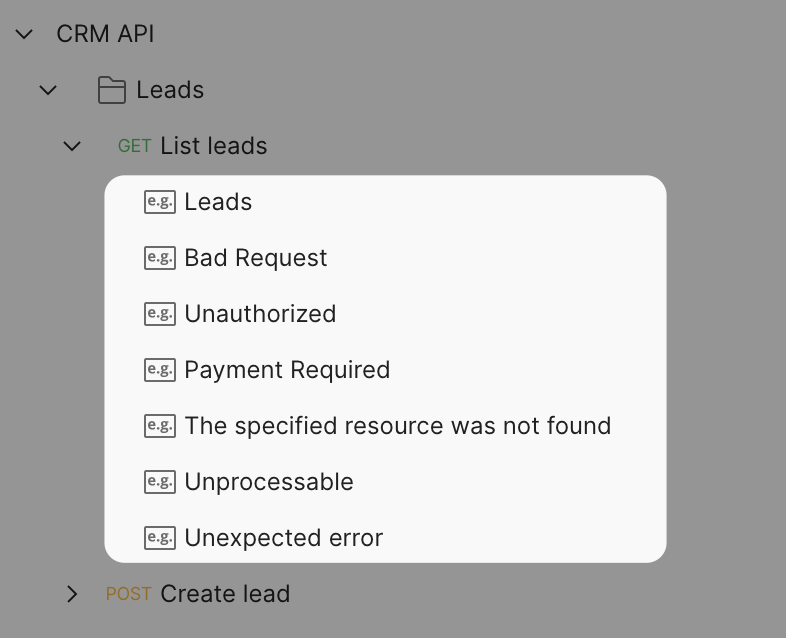 CRM API
Leads
GET List leads
e.g. Leads
e.g. Bad Request
e.g. Unauthorized
e.g. Payment Required
e.g. The specified resource was not found
e.g. Unprocessable
e.g. Unexpected error
POST Create lead